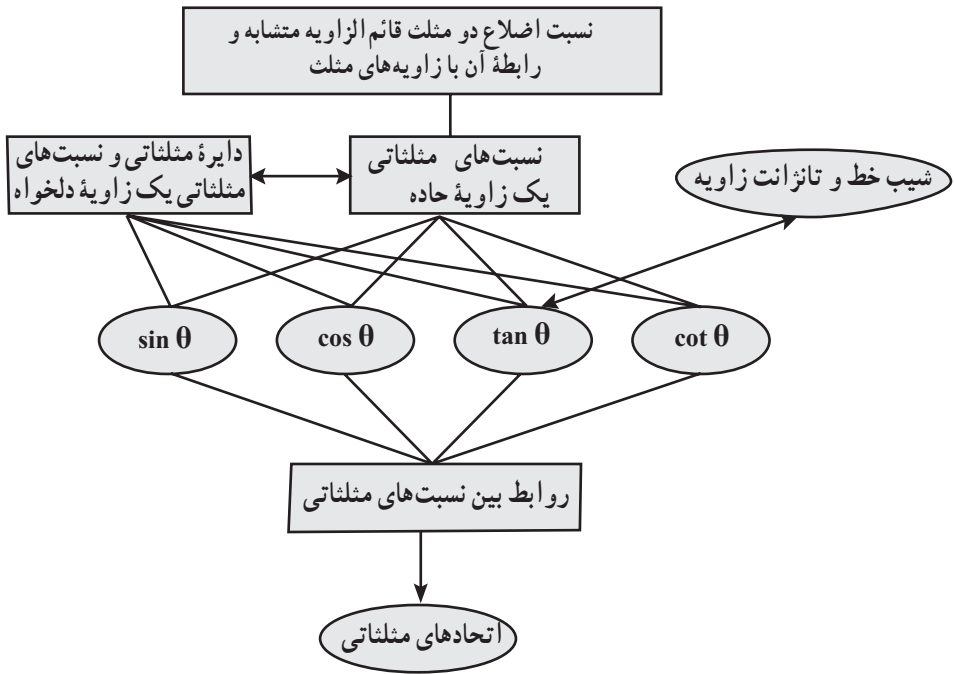 نسبت اضلاع دو مثلث قائم الزاویه متشابه و
رابطهٔ آن با زاویه‌های مثلث
دایرهٔ مثلثاتی و نسبت‌های
مثلثاتی یک زاویهٔ دلخواه
نسبت‌های مثلثاتی
یک زاویهٔ حاده
شیب خط و تانژانت زاویه
sin θ
cos θ
tan θ
cot θ
روابط بین نسبت‌های مثلثاتی
اتحادهای مثلثاتی